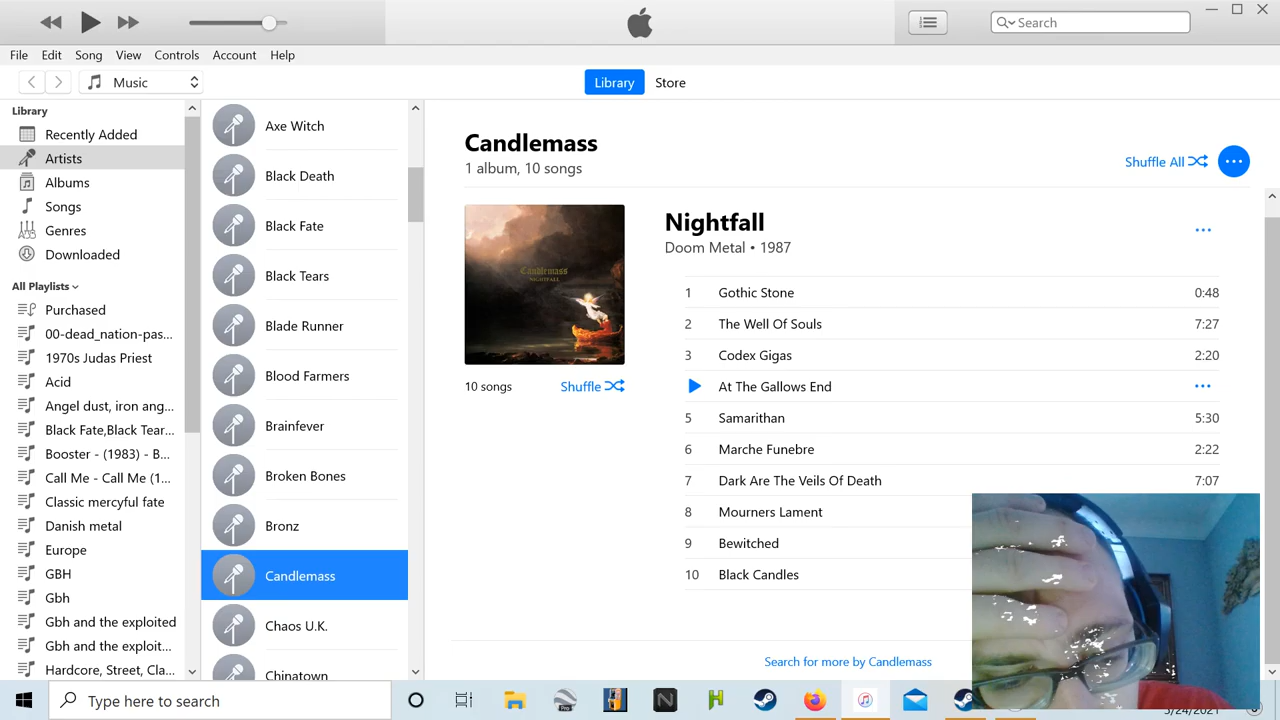 Search
File Edit Song View Controls Account Help
Music
Library Store
Library
Recently Added
Artists
Albums
Songs
Genres
Downloaded
All Playlists
Purchased
00-dead_nation-pas...
1970s Judas Priest
Acid
Angel dust, iron ang...
Black Fate,Black Tear...
Booster - (1983) - B...
Call Me - Call Me (1...
Classic mercyful fate
Danish metal
Europe
GBH
Gbh
Gbh and the exploited
Gbh and the exploit...
Hardcore, Street, Cla...
Axe Witch
Black Death
Black Fate
Black Tears
Blade Runner
Blood Farmers
Brainfever
Broken Bones
Bronz
Candlemass
Chaos U.K.
Chinatown
Candlemass
1 album, 10 songs
Shuffle All
Candlemass
NIGHTFALL
10 songs Shuffle
Nightfall
Doom Metal • 1987
1 Gothic Stone 0:48
2 The Well Of Souls 7:27
3 Codex Gigas 2:20
At The Gallows End
5 Samarithan 5:30
6 Marche Funebre 2:22
7 Dark Are The Veils Of Death 7:07
8 Mourners Lament
9 Bewitched
10 Black Candles
Search for more by Candlemass
Type here to search
Pro
N
H
3/24/2021